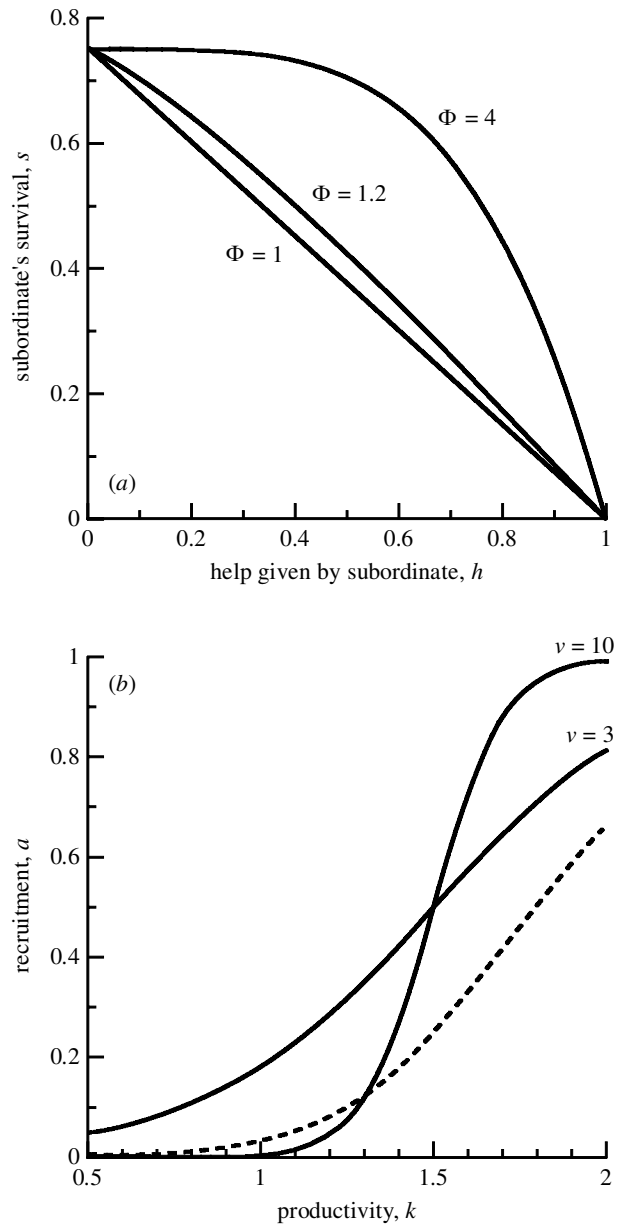 0.8
0.6
0.4
0.2
0
subordinate's survival, s
Φ = 4
Φ = 1.2
Φ = 1
(a)
0 0.2 0.4 0.6 0.8 1
help given by subordinate, h
1
0.8
0.6
0.4
0.2
0
recruitment, a
(b)
v = 10
v = 3
0.5 1 1.5 2
productivity, k